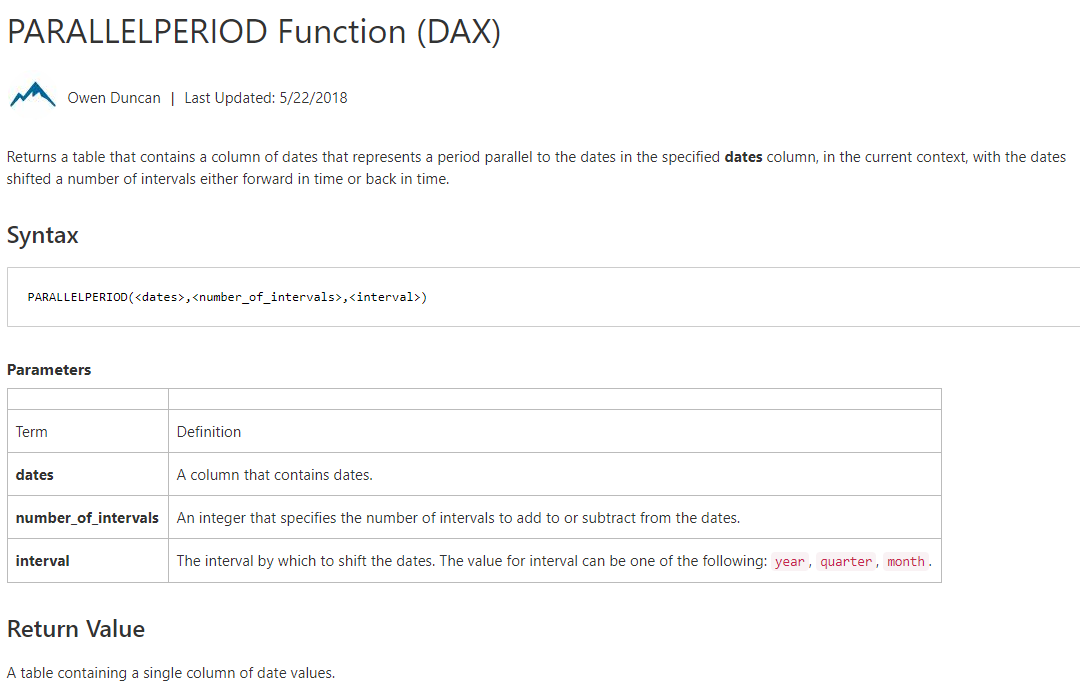 PARALLELPERIOD Function (DAX)
Owen Duncan | Last Updated: 5/22/2018
Returns a table that contains a column of dates that represents a period parallel to the dates in the specified dates column, in the current context, with the dates
shifted a number of intervals either forward in time or back in time.
Syntax
PARALLELPERIOD(<dates>,<number_of_intervals>,<interval>)
Parameters
Term Definition
dates A column that contains dates.
number_of_intervals An integer that specifies the number of intervals to add to or subtract from the dates.
interval The interval by which to shift the dates. The value for interval can be one of the following: year, quarter, month.
Return Value
A table containing a single column of date values.